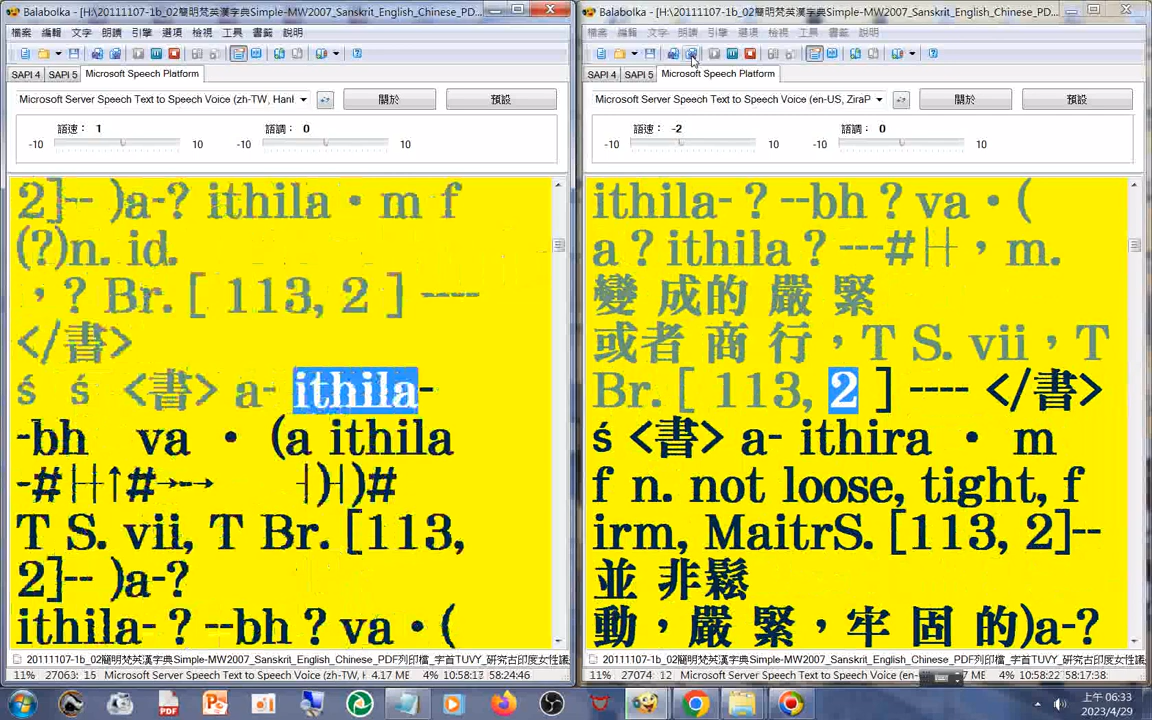 Balabolka - [H:\20111107-1b_02簡明梵英漢字典Simple-MW2007_Sanskrit_English_Chinese_PD...
檔案 編輯 文字 朗讀 引擎 選項 檢視 工具 書籤 說明
SAPI 4 SAPI 5 Microsoft Speech Platform
Microsoft Server Speech Text to Speech Voice (zh-TW, Hanl
關於
預設
語速： 1
語調： 0
-10 10 -10 10
2]-- )a-? ithila • m f
(?)n. id.
，? Br. [ 113, 2 ] ----
</書>
ś ś <書> a- ithila-
-bh va • (a ithila
-#├┼↑#→-→ ┤)┤)#
T S. vii, T Br. [113,
2]-- )a-?
ithila- ? --bh ? va • (
20111107-1b_02簡明梵英漢字典Simple-MW2007_Sanskrit_English_Chinese_PDF列印檔_字首TUVY_研究古印度女性議
11% 27063: 15 Microsoft Server Speech Text to Speech Voice (zh-TW, H 4.17 ME 4% 10:58:17 58:24:46
Balabolka - [H:\20111107-1b_02簡明梵英漢字典Simple-MW2007_Sanskrit_English_Chinese_PDF...
檔案 編輯 文字 朗讀 引擎 選項 檢視 工具 書籤 說明
SAPI 4 SAPI 5 Microsoft Speech Platform
Microsoft Server Speech Text to Speech Voice (en-US, ZiraP
關於
預設
語速： -2
語調： 0
-10 10 -10 10
ithila- ? --bh ? va • (
a ? ithila ? ---#├┼，m.
變 成的 嚴 緊
或者 商 行，T S. vii，T
Br. [ 113, 2 ] ---- </書>
ś <書> a- ithira • m
f n. not loose, tight, f
irm, MaitrS. [113, 2]--
並 非鬆
動，嚴 緊，牢 固 的)a-?
20111107-1b_02簡明梵英漢字典Simple-MW2007_Sanskrit_English_Chinese_PDF列印檔_字首TUVY_研究古印度女性議
11% 27074: 12 Microsoft Server Speech Text to Speech Voice (en- 4.17 ME 4% 10:58:22 58:17:38
上午 06:33
2023/4/29